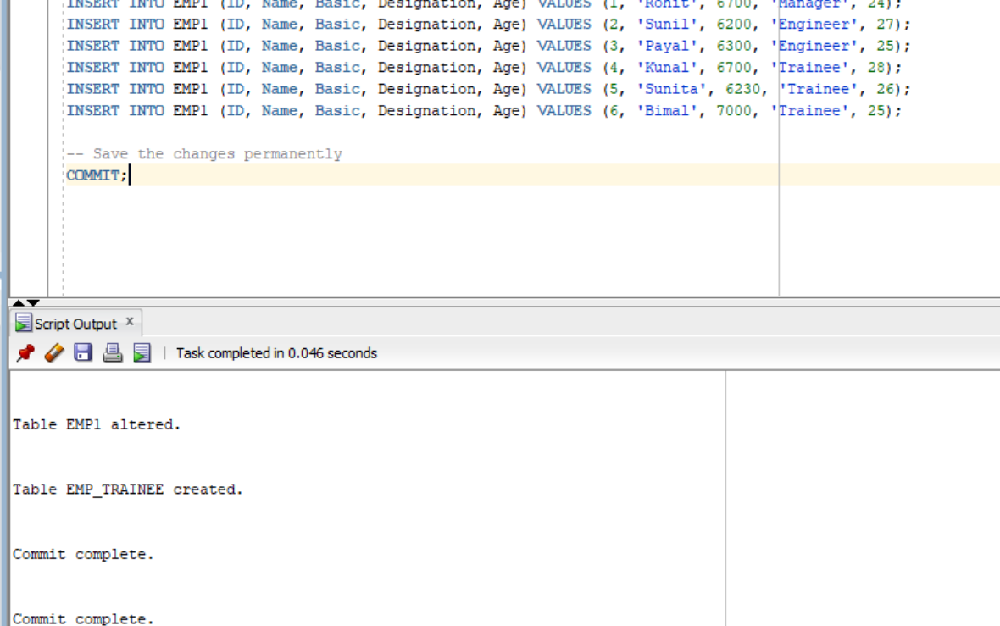 INSERT INTO EMP1 (ID, Name, Basic, Designation, Age) VALUES (1, 'Rohit', 6700, 'Manager', 24);
INSERT INTO EMP1 (ID, Name, Basic, Designation, Age) VALUES (2, 'Sunil', 6200, 'Engineer', 27);
INSERT INTO EMP1 (ID, Name, Basic, Designation, Age) VALUES (3, 'Payal', 6300, 'Engineer', 25);
INSERT INTO EMP1 (ID, Name, Basic, Designation, Age) VALUES (4, 'Kunal', 6700, 'Trainee', 28);
INSERT INTO EMP1 (ID, Name, Basic, Designation, Age) VALUES (5, 'Sunita', 6230, 'Trainee', 26);
INSERT INTO EMP1 (ID, Name, Basic, Designation, Age) VALUES (6, 'Bimal', 7000, 'Trainee', 25);
-- Save the changes permanently
COMMIT;
Script Output x
Task completed in 0.046 seconds
Table EMP1 altered.
Table EMP_TRAINEE created.
Commit complete.
Commit complete.